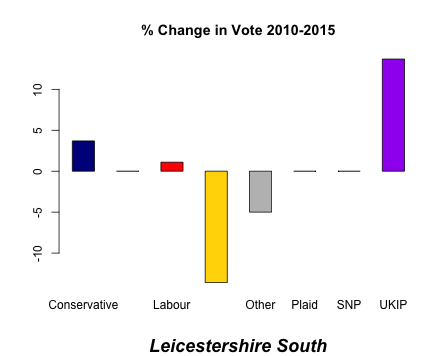 % Change in Vote 2010-2015
10
5
0
-5
-10
Conservative Labour Other Plaid SNP UKIP
Leicestershire South